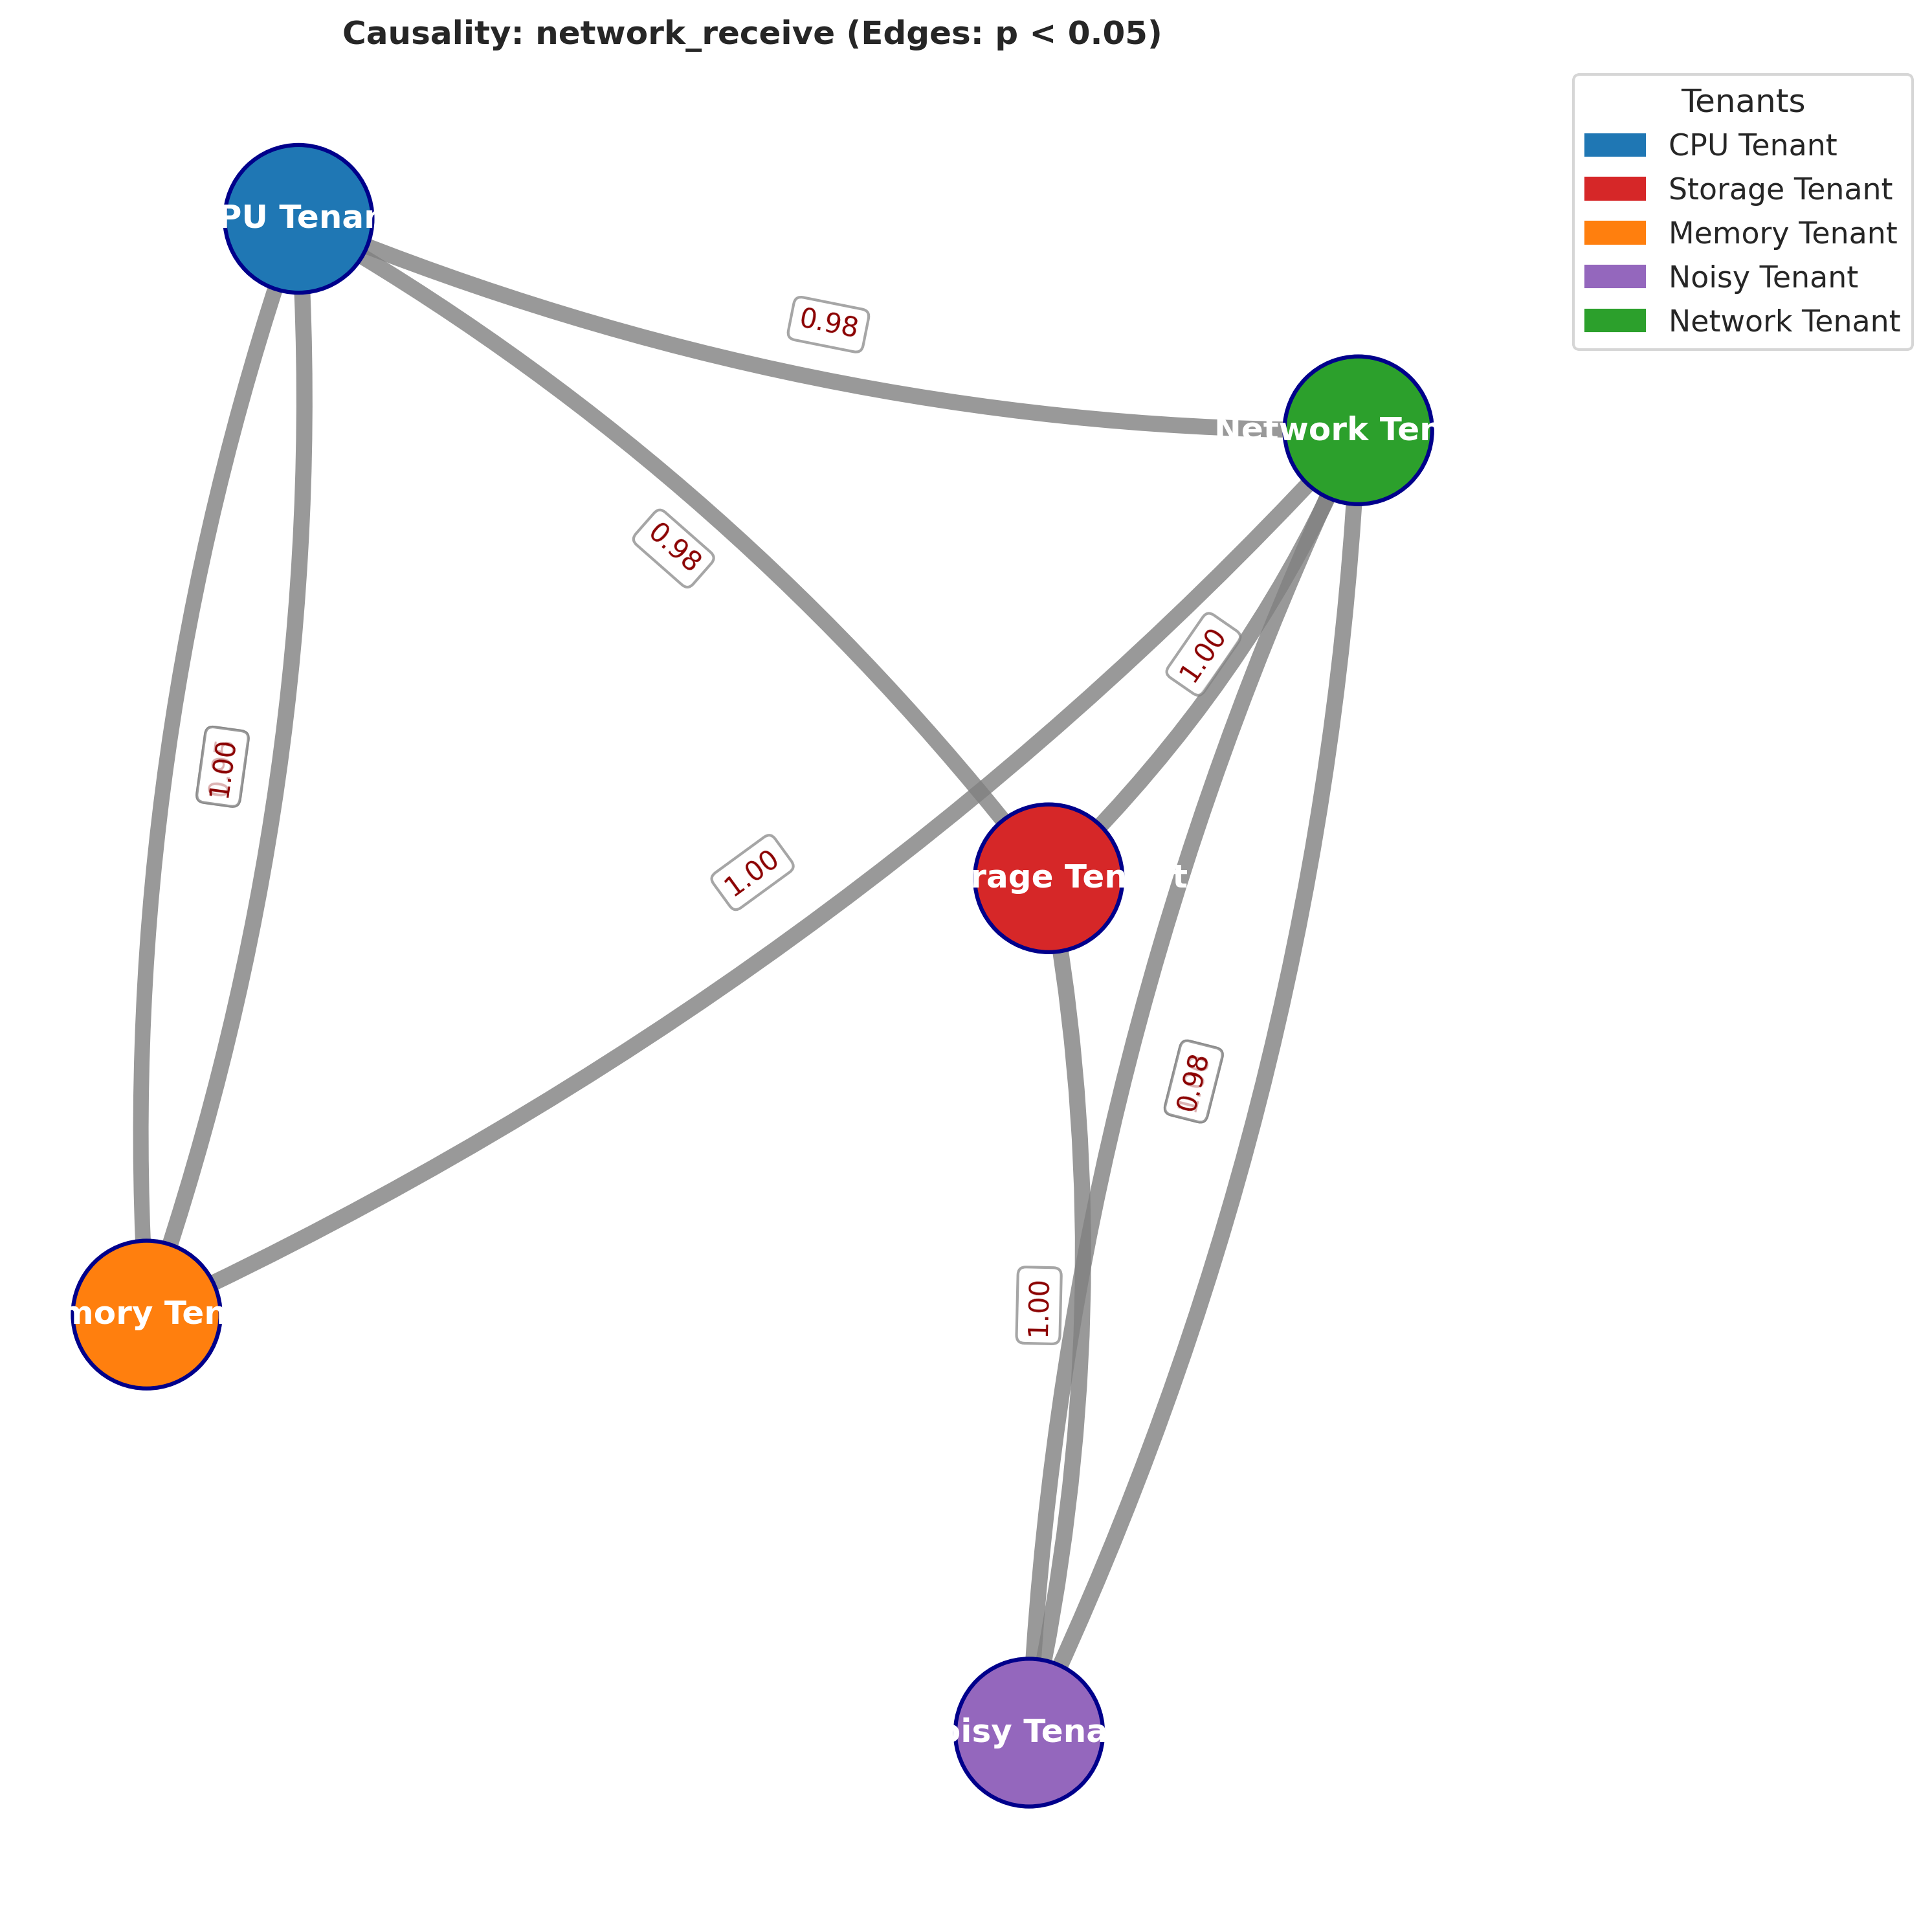 Causality: network_receive (Edges: p < 0.05)
Tenants
CPU Tenant
Storage Tenant
Memory Tenant
Noisy Tenant
Network Tenant
PU Tenan
0.98
Network Ten
0.98
1.00
1.00
1.00
rage Tenant
0.98
1.00
mory Ten
oisy Tena